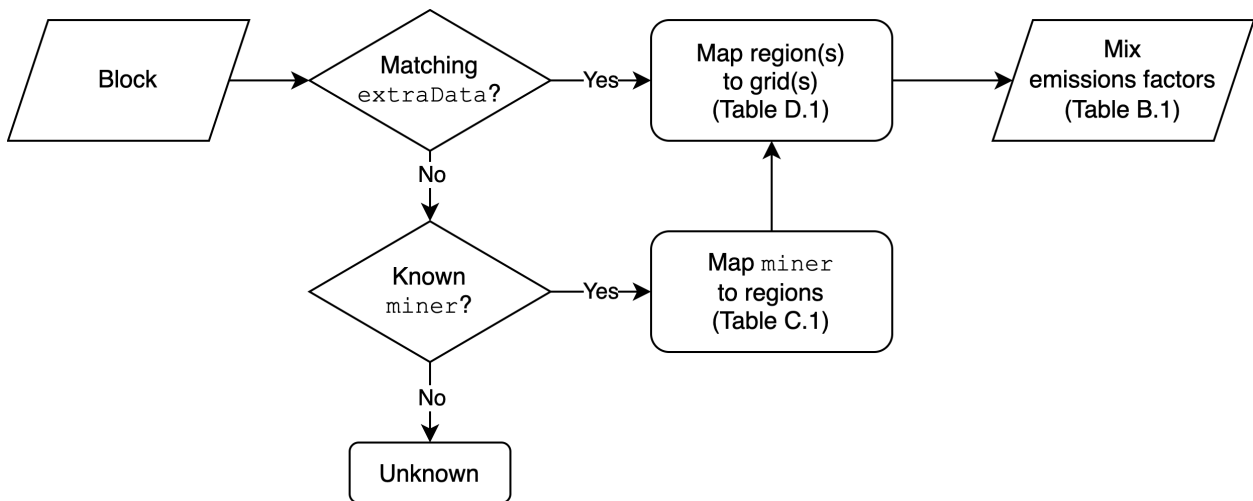 Block
Matching
extraData?
Yes
Map region(s)
to grid(s)
(Table D.1)
Mix
emissions factors
(Table B.1)
No
Known
miner?
Yes
Map miner
to regions
(Table C.1)
No
Unknown